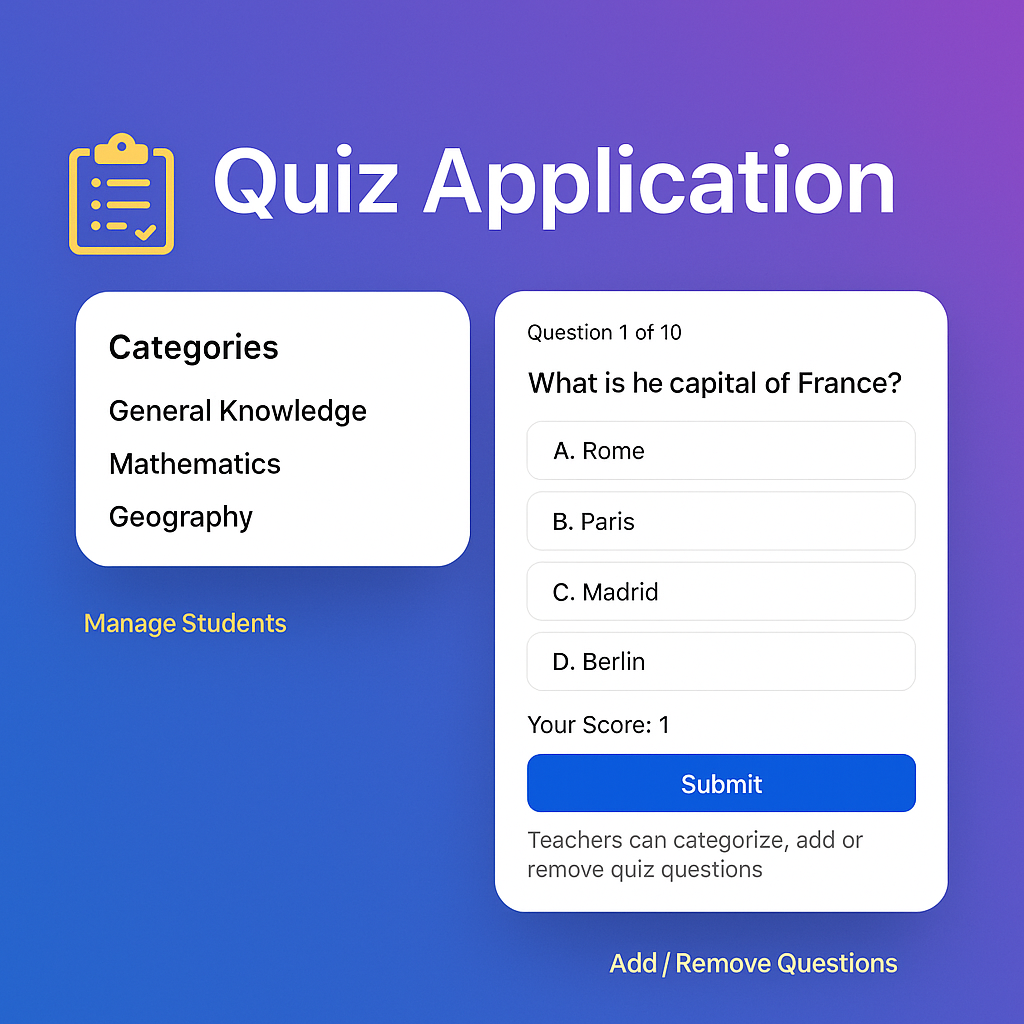 Quiz Application
Categories
General Knowledge
Mathematics
Geography
Manage Students
Question 1 of 10
What is he capital of France?
A. Rome
B. Paris
C. Madrid
D. Berlin
Your Score: 1
Submit
Teachers can categorize, add or
remove quiz questions
Add / Remove Questions